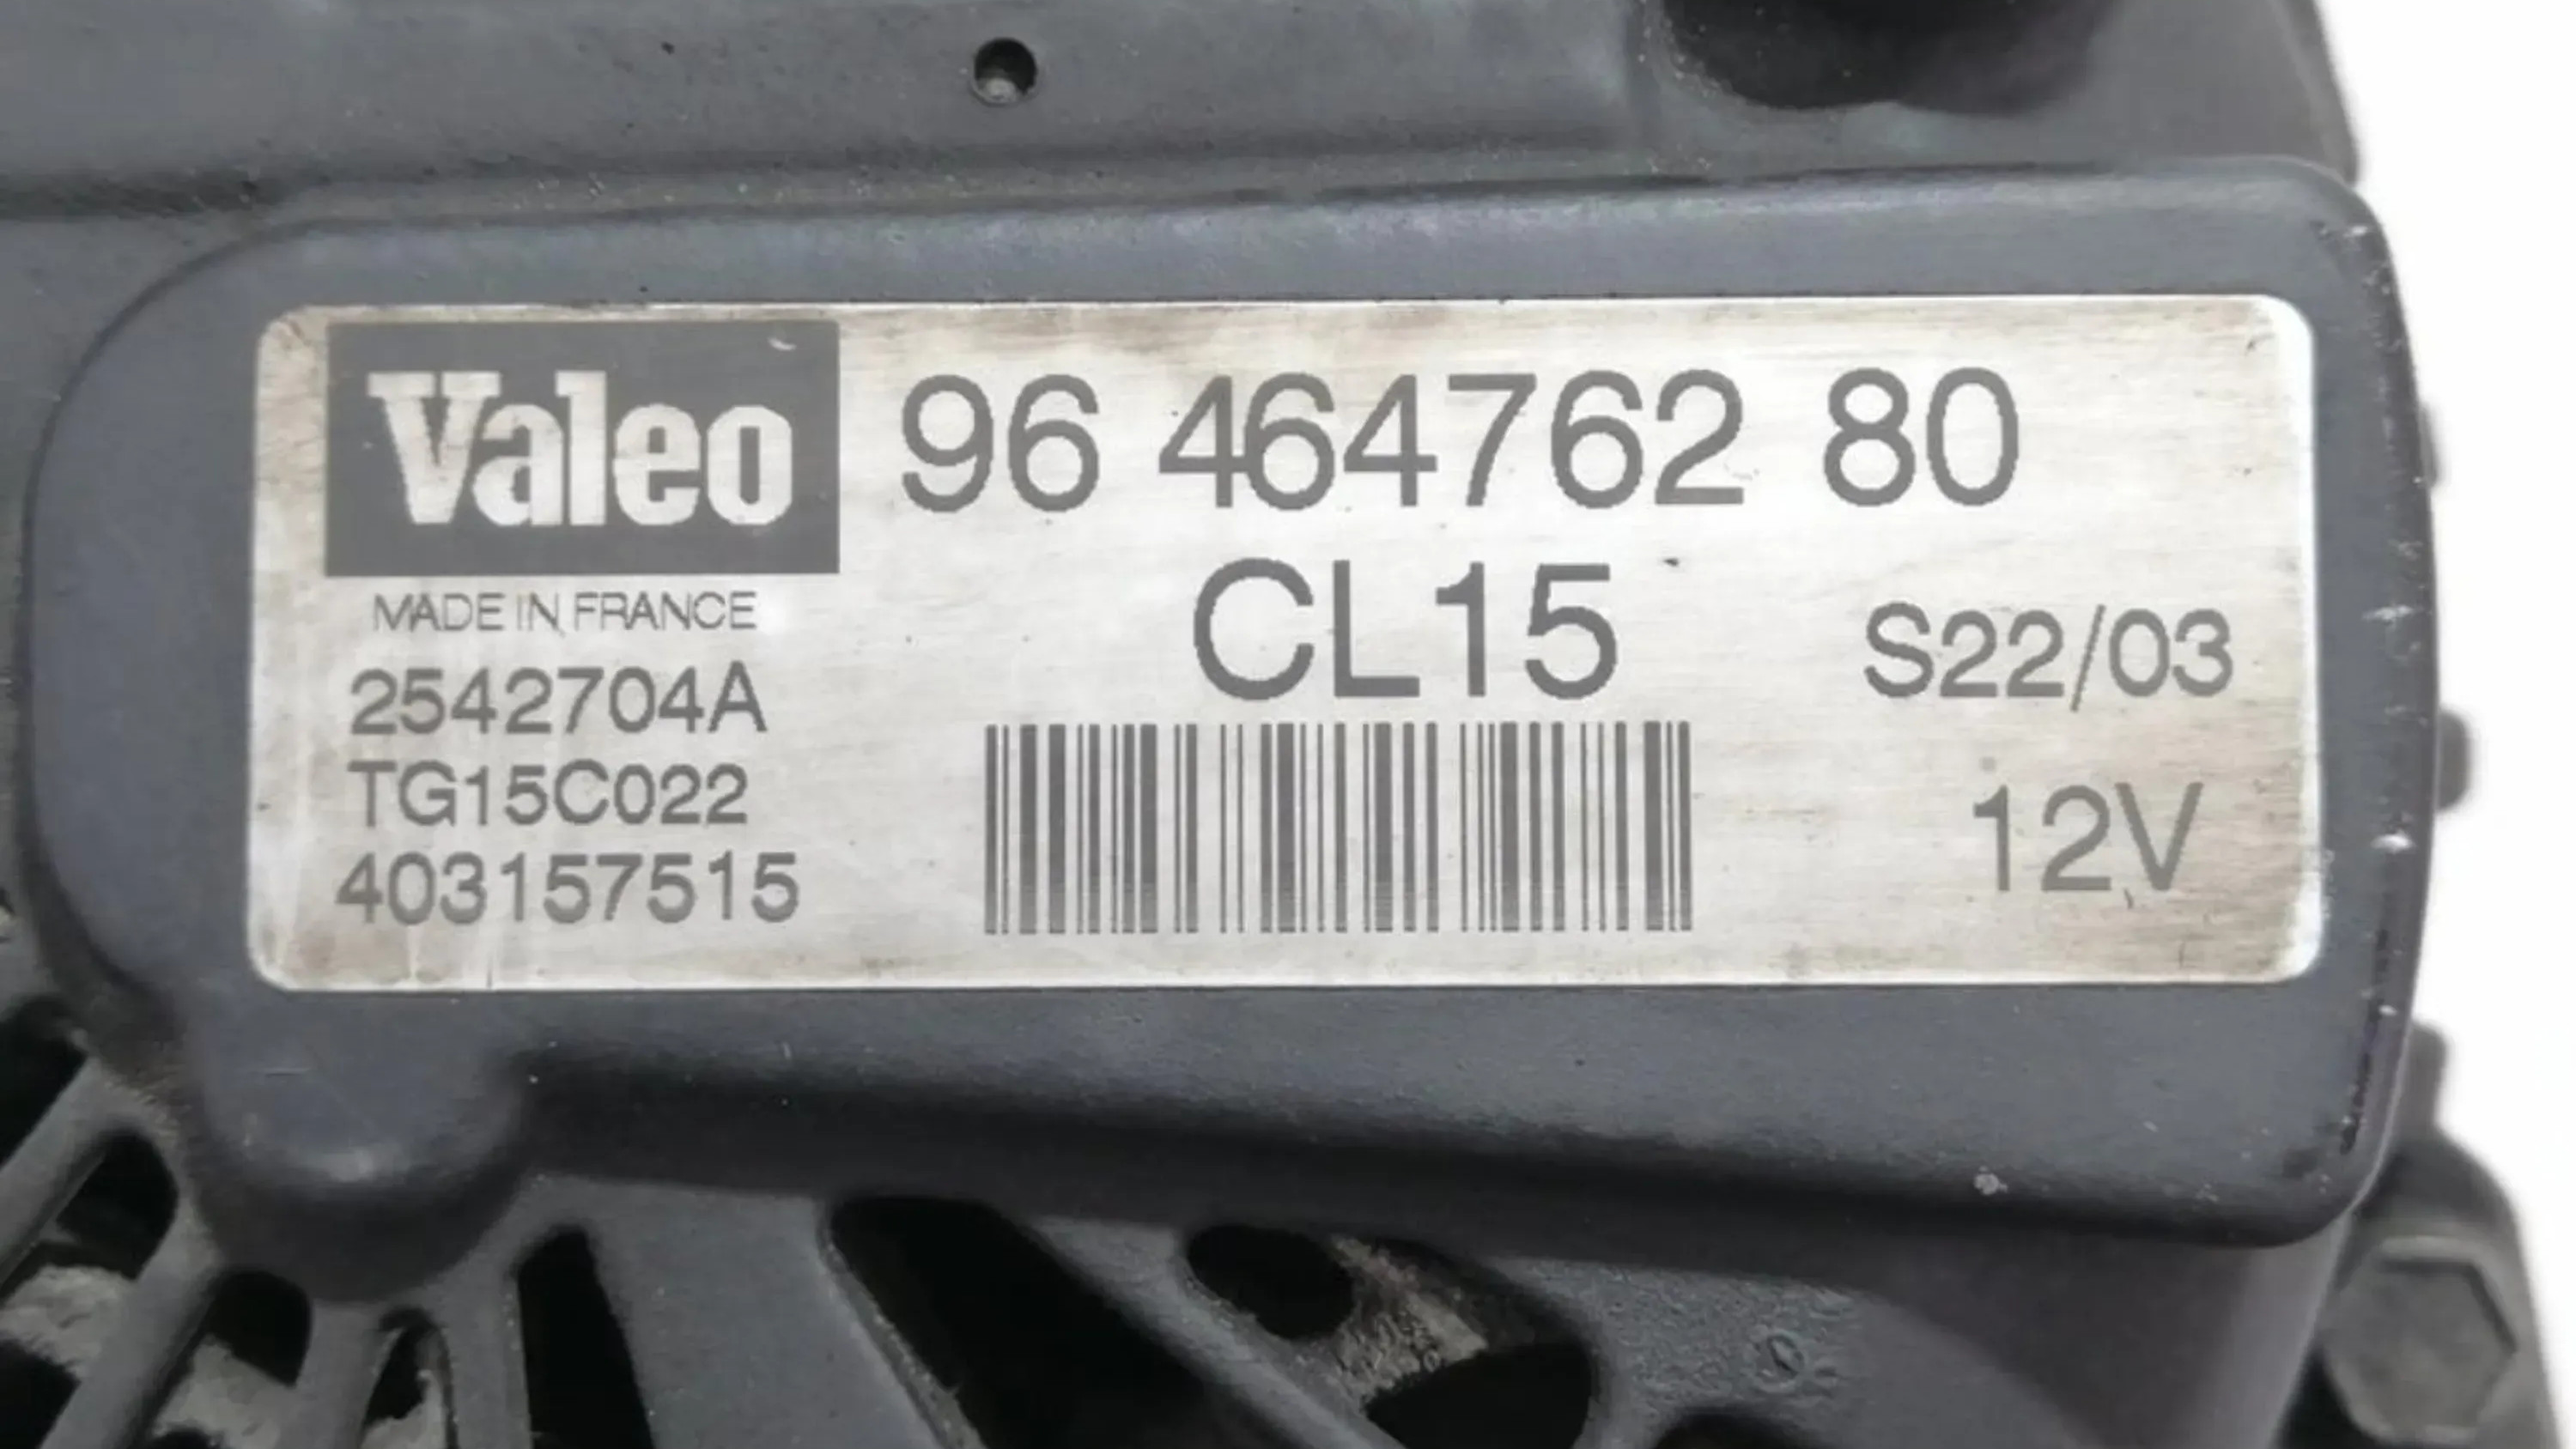 Valeo
96 464762 80
MADE IN FRANCE
CL15
S22/03
2542704A
TG15C022
12V
403157515